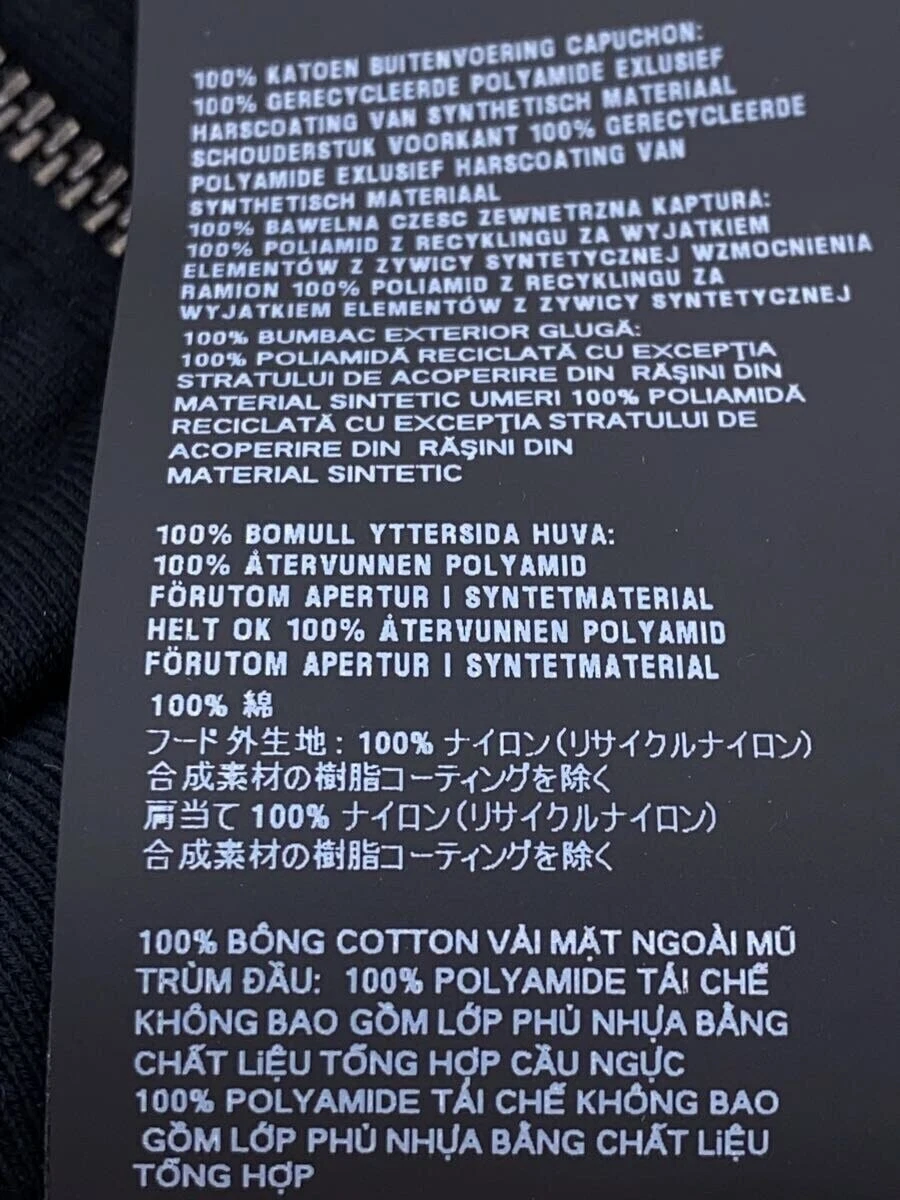 100% KATOEN BUITENVOERING CAPUCHON:
100% GERECYCLEERDE POLYAMIDE EXLUSIEF
HARSCOATING VAN SYNTHETISCH MATERIAAL
SCHOUDERSTUK VOORKANT 100% GERECYCLEERDE
POLYAMIDE EXLUSIEF HARSCOATING VAN
SYNTHETISCH MATERIAAL
100% BAWELNA CZESC ZEWNETRZNA KAPTURA:
100% POLIAMID Z RECYKLINGU ZA WYJATKIEM
ELEMENTÓW Z ZYWICY SYNTETYCZNEJ WZMOCNIENIA
RAMION 100% POLIAMID Z RECYKLINGU ZA
WYJATKIEM ELEMENTÓW Z ZYWICY SYNTETYCZNEJ
100% BUMBAC EXTERIOR GLUGĂ:
100% POLIAMIDĂ RECICLATĂ CU EXCEPŢIA
STRATULUI DE ACOPERIRE DIN RĂŞINI DIN
MATERIAL SINTETIC UMERI 100% POLIAMIDĂ
RECICLATĂ CU EXCEPŢIA STRATULUI DE
ACOPERIRE DIN RĂŞINI DIN
MATERIAL SINTETIC
100% BOMULL YTTERSIDA HUVA:
100% ÅTERVUNNEN POLYAMID
FÖRUTOM APERTUR I SYNTETMATERIAL
HELT OK 100% ÅTERVUNNEN POLYAMID
FÖRUTOM APERTUR I SYNTETMATERIAL
100% 綿
フード外生地: 100% ナイロン(リサイクルナイロン)
合成素材の樹脂コーティングを除く
肩当て 100% ナイロン(リサイクルナイロン)
合成素材の樹脂コーティングを除く
100% BÔNG COTTON VẢI MẶT NGOÀI MŨ
TRÙM ĐẦU: 100% POLYAMIDE TÁI CHẾ
KHÔNG BAO GỒM LỚP PHỦ NHỰA BẰNG
CHẤT LiỆU TỔNG HỢP CẦU NGỰC
100% POLYAMIDE TÁI CHẾ KHÔNG BAO
GỒM LỚP PHỦ NHỰA BẰNG CHẤT LiỆU
TỔNG HỢP